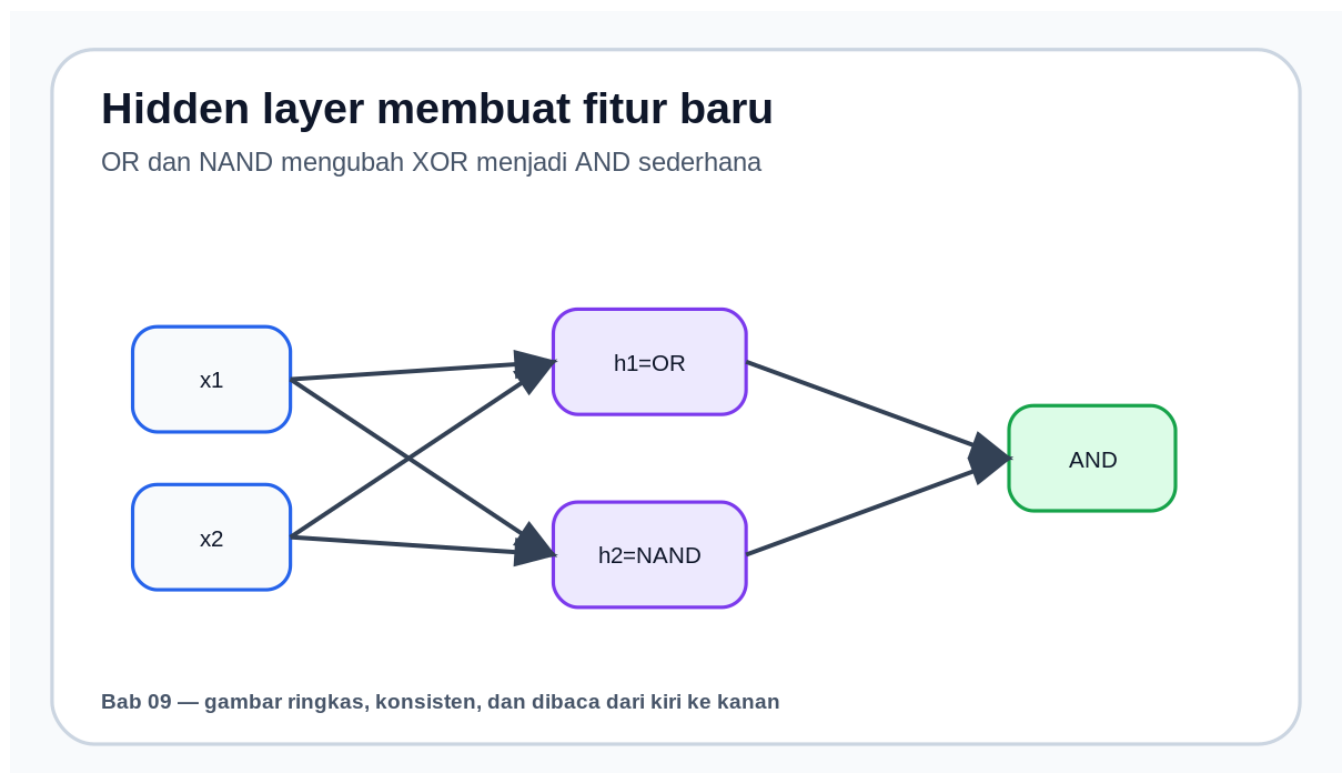 Hidden layer membuat fitur baru
OR dan NAND mengubah XOR menjadi AND sederhana
x1
x2
h1=OR
h2=NAND
AND
Bab 09 — gambar ringkas, konsisten, dan dibaca dari kiri ke kanan